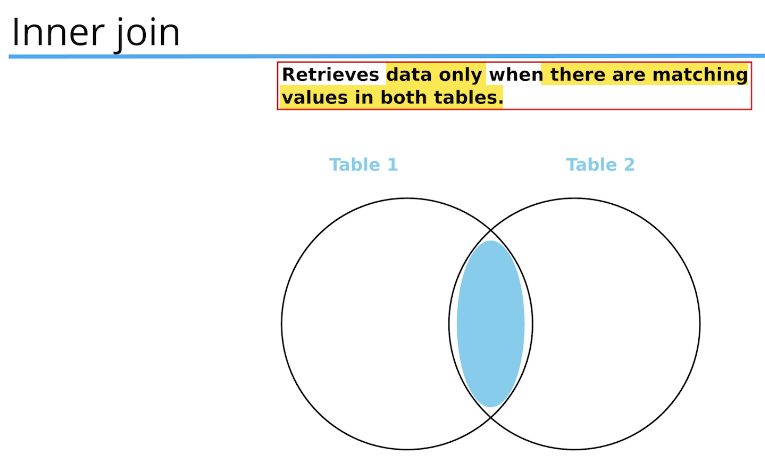 Inner join
Retrieves data only when there are matching
values in both tables.
Table 1
Table 2